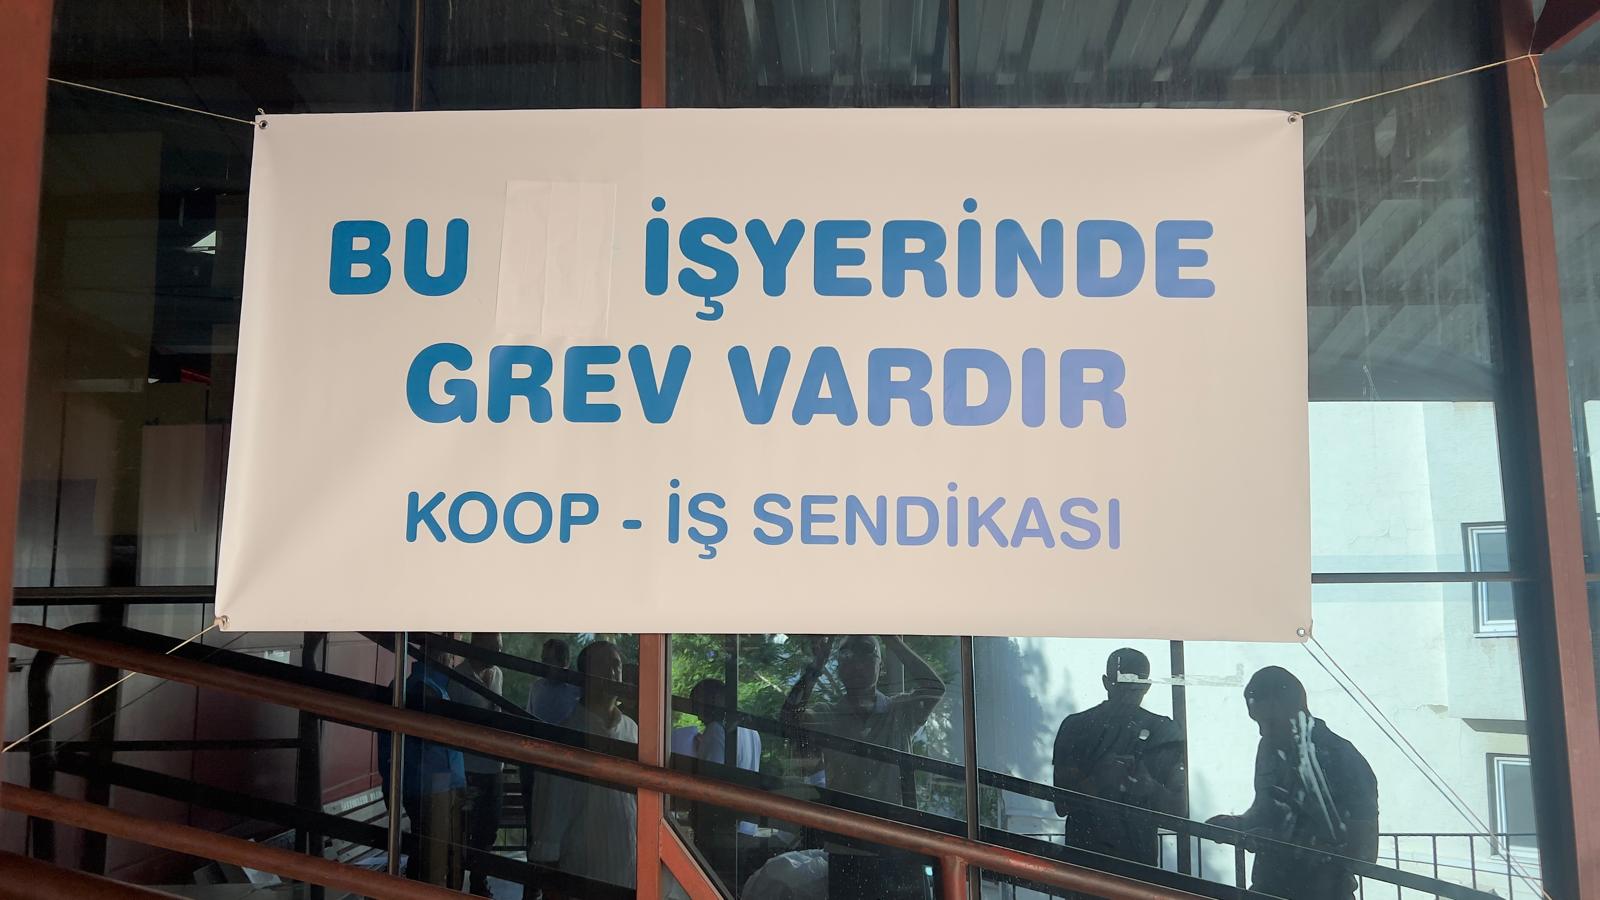 BU İŞYERİNDE
GREV VARDIR
KOOP - İŞ SENDİKASI